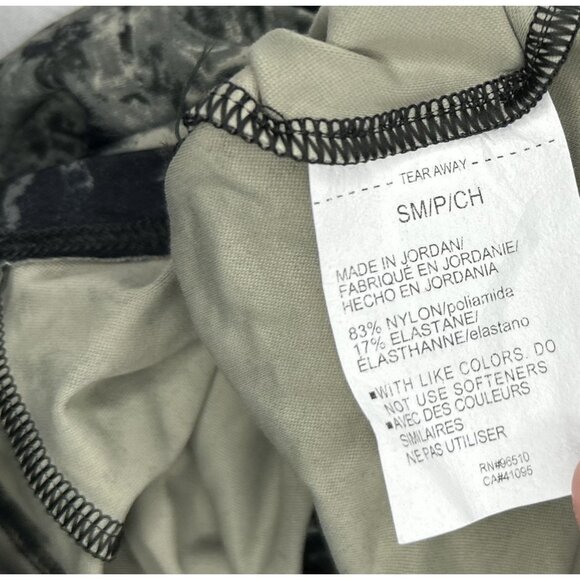 TEAR AWAY
SM/P/CH
MADE IN JORDAN/
FABRIQUÉ EN JORDANIE/
HECHO EN JORDANIA
83% NYLON/poliamida
17% ELASTANE/
ÉLASTHANNE/elastano
▪WITH LIKE COLORS. DO
NOT USE SOFTENERS
▪AVEC DES COULEURS
SIMILAIRES
NE PAS UTILISER
RN#96510
CA#41095